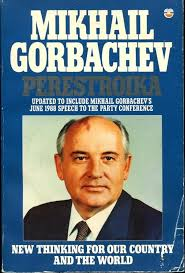 MIKHAIL
GORBACHEV
PERESTROIKA
UPDATED TO INCLUDE MIKHAIL GORBACHEV'S
JUNE 1988 SPEECH TO THE PARTY CONFERENCE
NEW THINKING FOR OUR COUNTRY
AND THE WORLD